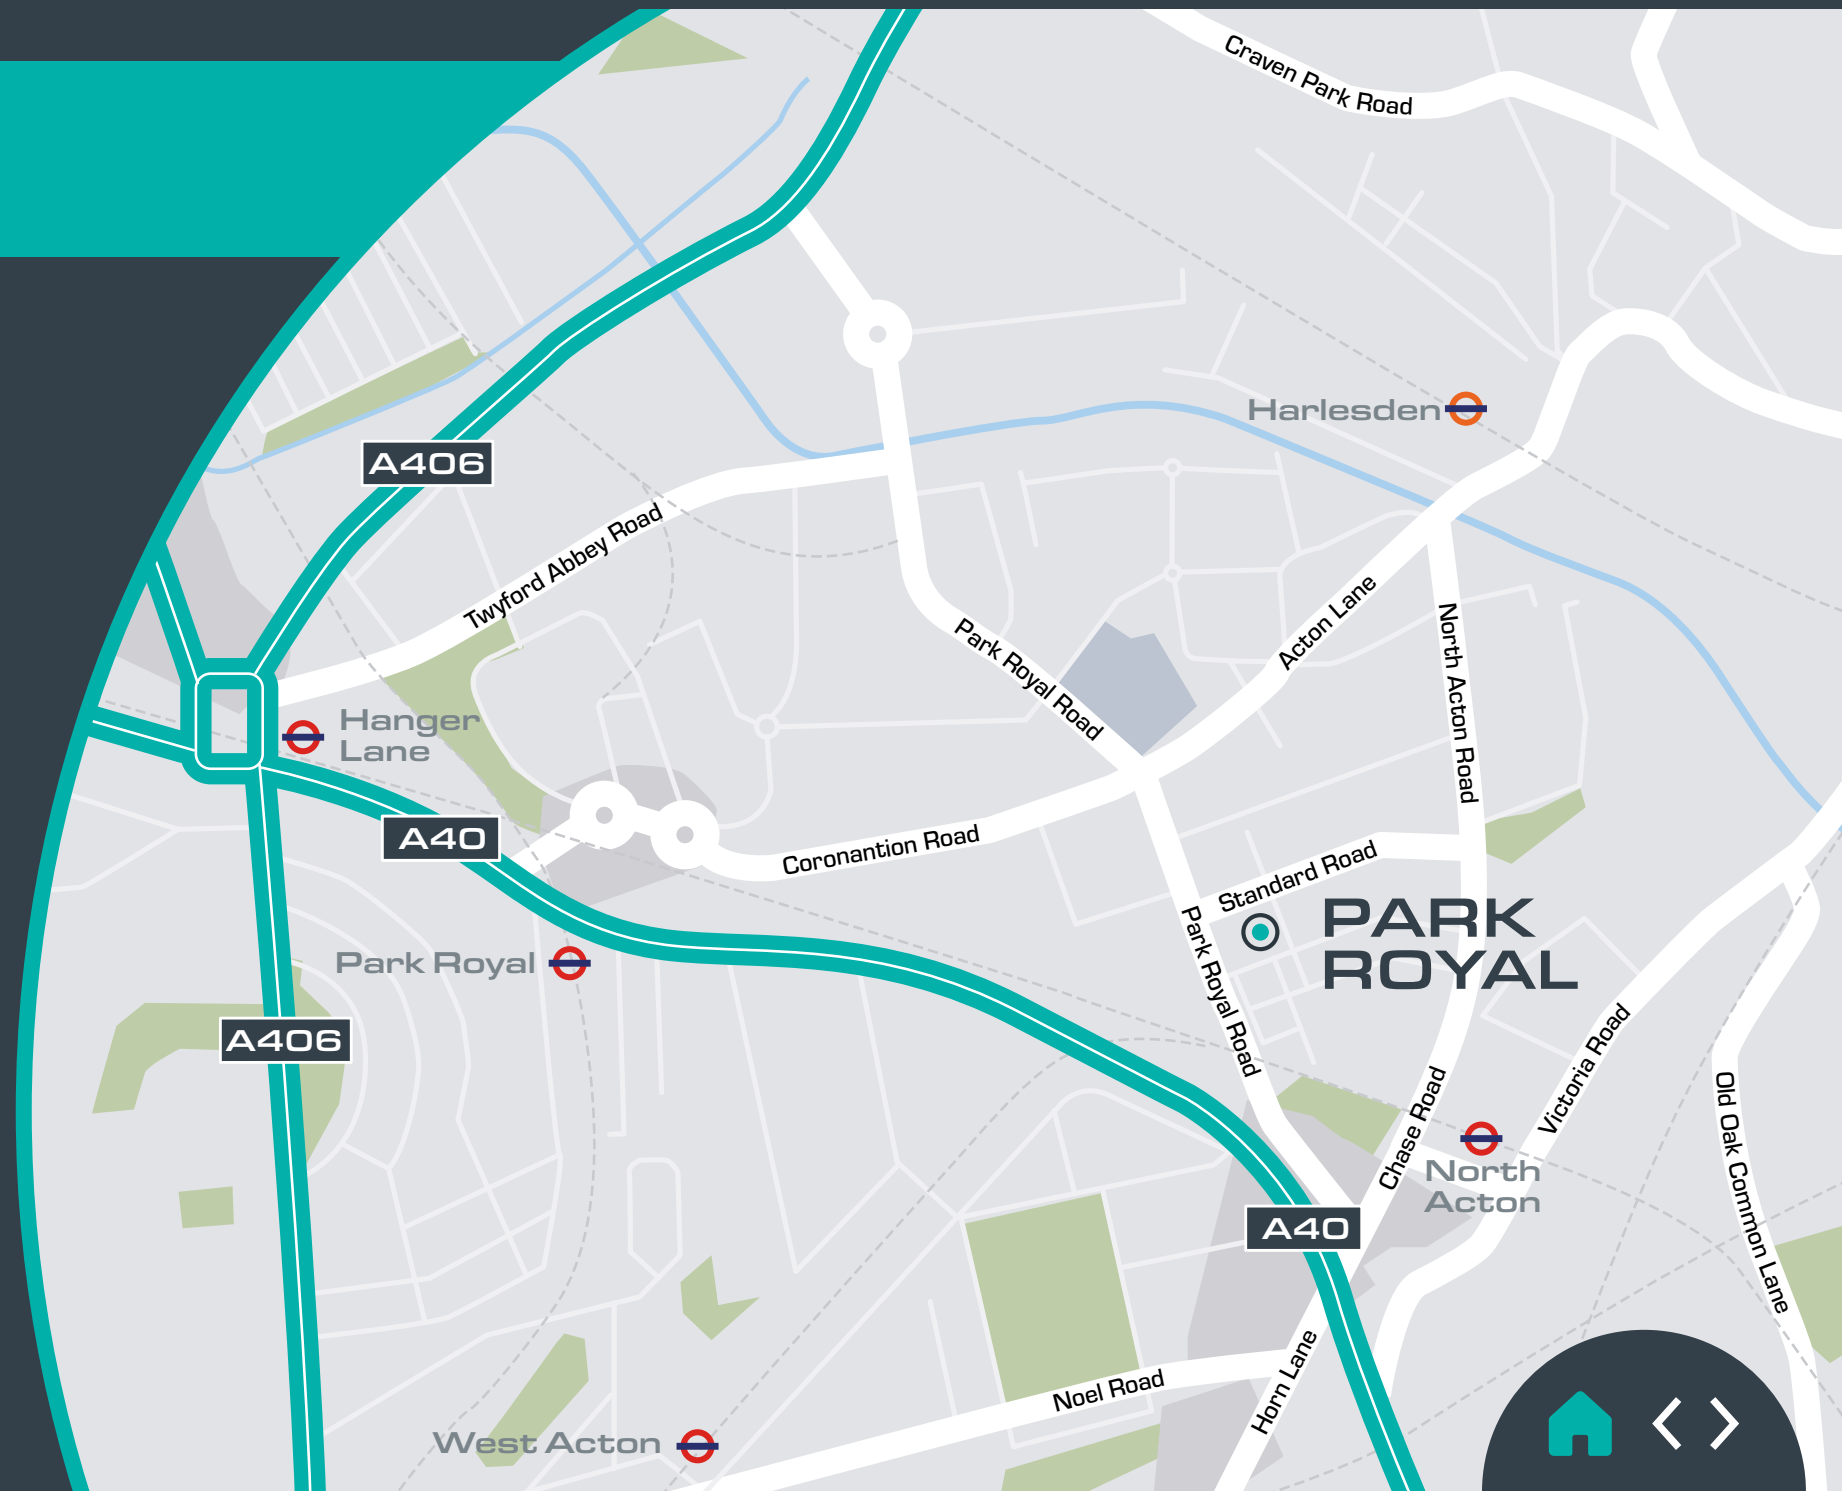 Craven Park Road
Harlesden
A406
Twyford Abbey Road
Acton Lane
North Acton Road
Park Royal Road
Hanger
Lane
A40
Coronantion Road
Standard Road
PARK
ROYAL
Park Royal
Park Royal Road
A406
Victoria Road
Chase Road
Old Oak Common Lane
North
Acton
A40
Noel Road
Horn Lane
West Acton